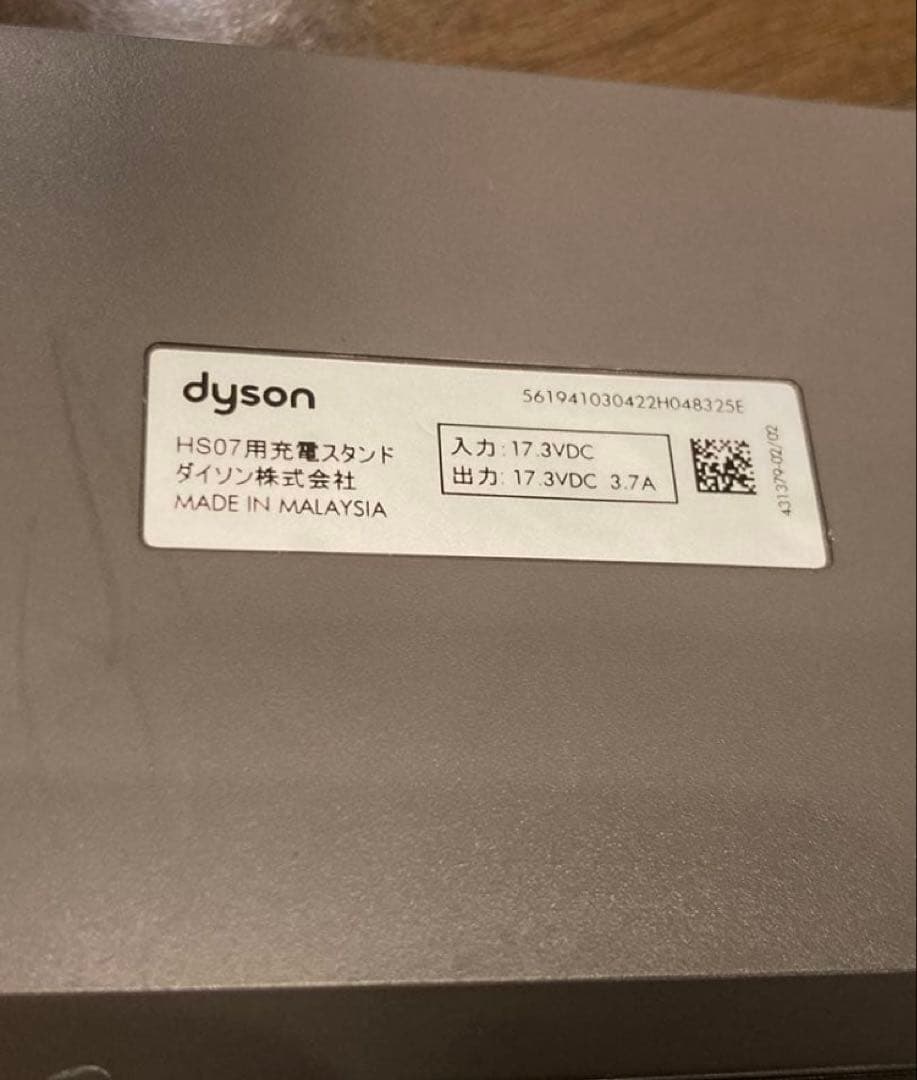 dyson
561941030422H048325E
HS07用充電スタンド
ダイソン株式会社
MADE IN MALAYSIA
入力: 17.3VDC
出力: 17.3VDC 3.7A
431379-02/02